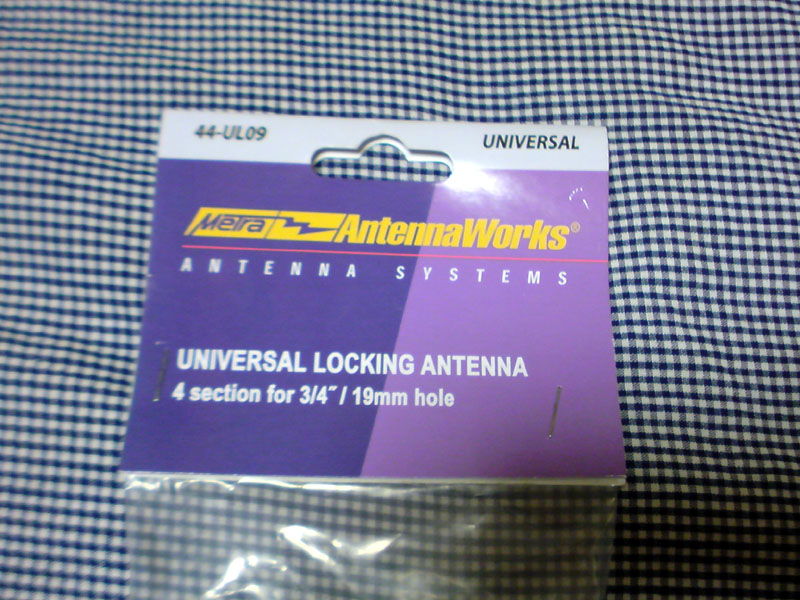 44-UL09
UNIVERSAL
Metra AntennaWorks®
ANTENNA SYSTEMS
UNIVERSAL LOCKING ANTENNA
4 section for 3/4˝ / 19mm hole